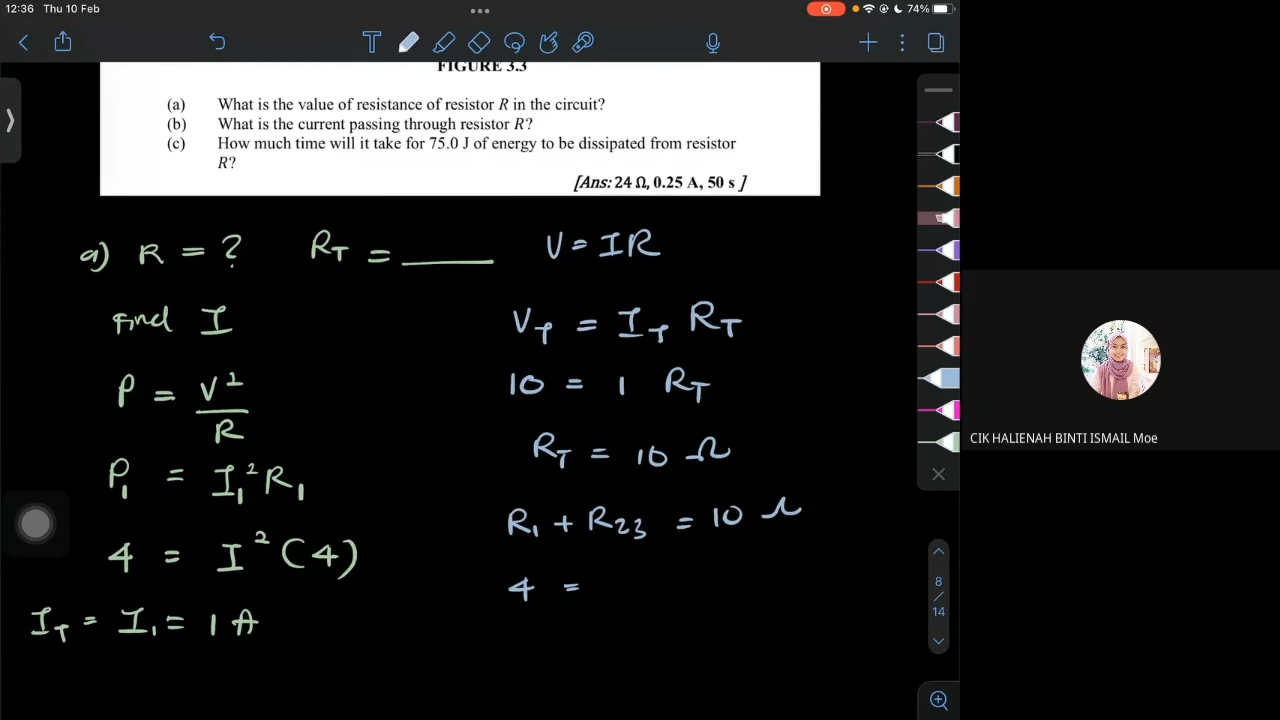 12:36 Thu 10 Feb
74%
FIGURE 3.3
(a) What is the value of resistance of resistor R in the circuit?
(b) What is the current passing through resistor R?
(c) How much time will it take for 75.0 J of energy to be dissipated from resistor
R?
[Ans: 24 Ω, 0.25 A, 50 s ]
a) R = ? R_T = ______
Find I
P = V²/R
P₁ = I₁² R₁
4 = I² (4)
I_T = I₁ = 1 A
V = IR
V_T = I_T R_T
10 = 1 R_T
R_T = 10 Ω
R₁ + R₂₃ = 10 Ω
4 =
8
/
14
CIK HALIENAH BINTI ISMAIL Moe